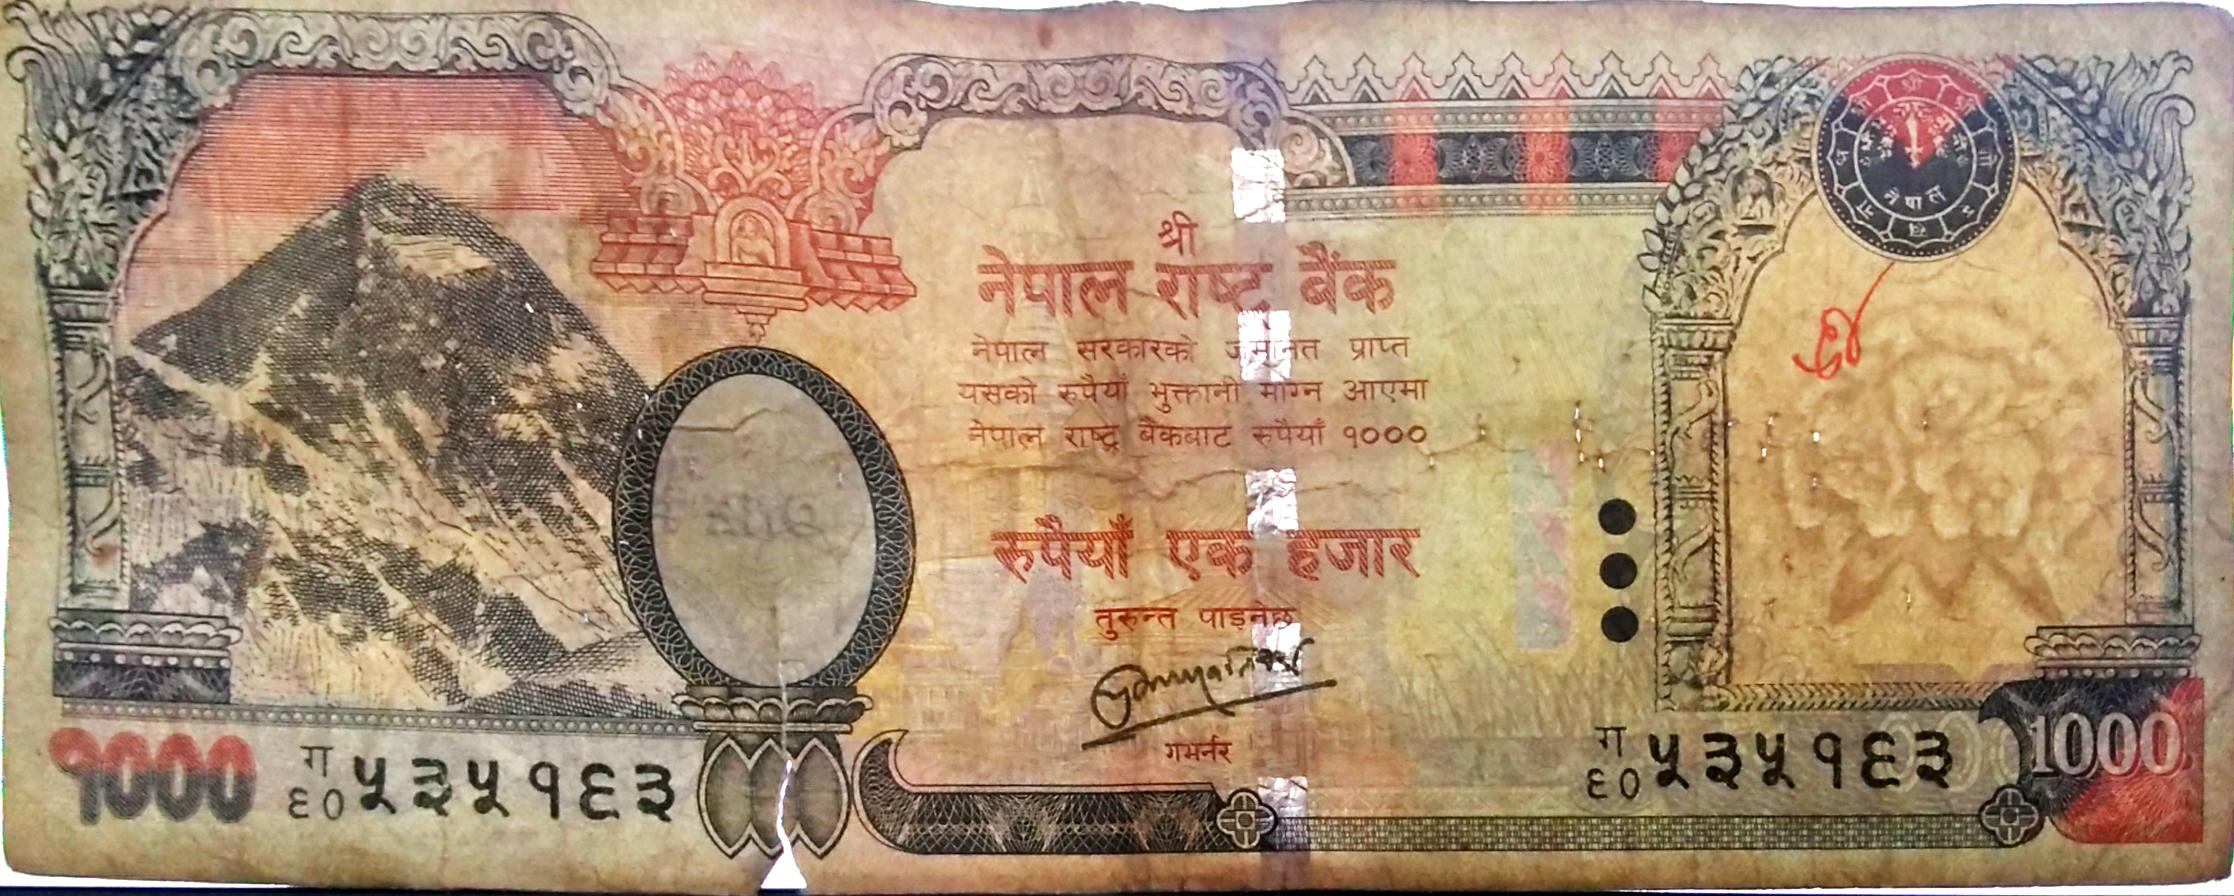 श्री
नेपाल राष्ट्र बैंक
नेपाल सरकारको जमानत प्राप्त
यसको रुपैयाँ भुक्तानी माग्न आएमा
नेपाल राष्ट्र बैंकबाट रुपैयाँ १०००
रुपैयाँ एक हजार
तुरुन्त पाइनेछ
गभर्नर
१०००
ग
६० ५३५१६३
ग
६० ५३५१६३
1000
नेपाल